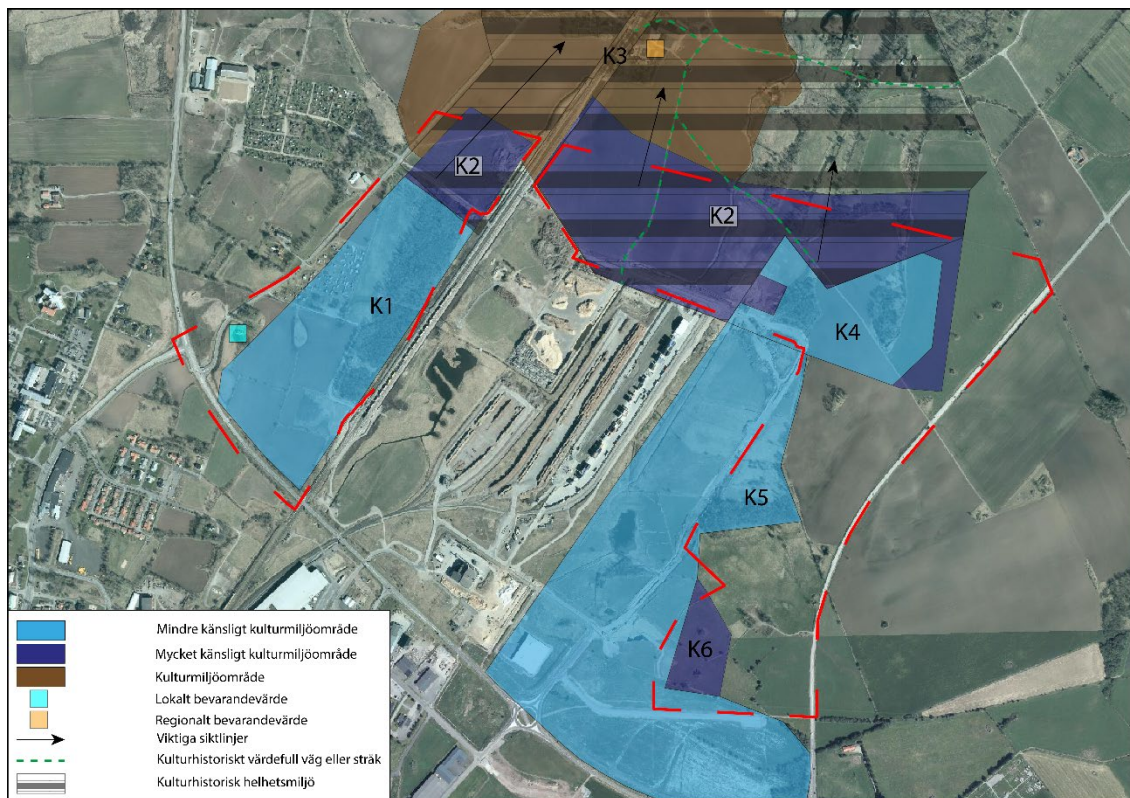 K3
K2
K2
K1
K4
K5
K6
Mindre känsligt kulturmiljöområde
Mycket känsligt kulturmiljöområde
Kulturmiljöområde
Lokalt bevarandevärde
Regionalt bevarandevärde
Viktiga siktlinjer
Kulturhistoriskt värdefull väg eller stråk
Kulturhistorisk helhetsmiljö